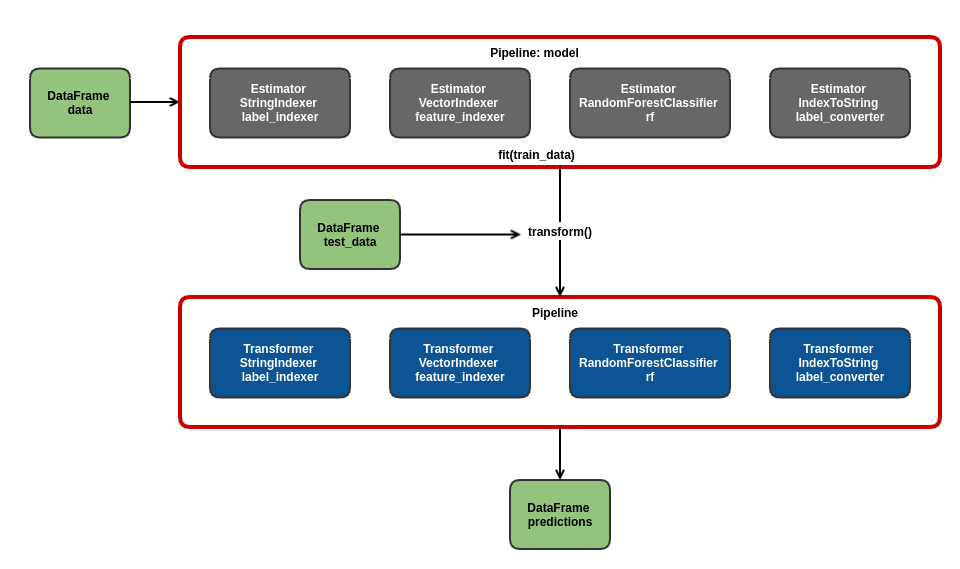 Pipeline: model
DataFrame
data
Estimator
StringIndexer
label_indexer
Estimator
VectorIndexer
feature_indexer
Estimator
RandomForestClassifier
rf
Estimator
IndexToString
label_converter
fit(train_data)
DataFrame
test_data
transform()
Pipeline
Transformer
StringIndexer
label_indexer
Transformer
VectorIndexer
feature_indexer
Transformer
RandomForestClassifier
rf
Transformer
IndexToString
label_converter
DataFrame
predictions